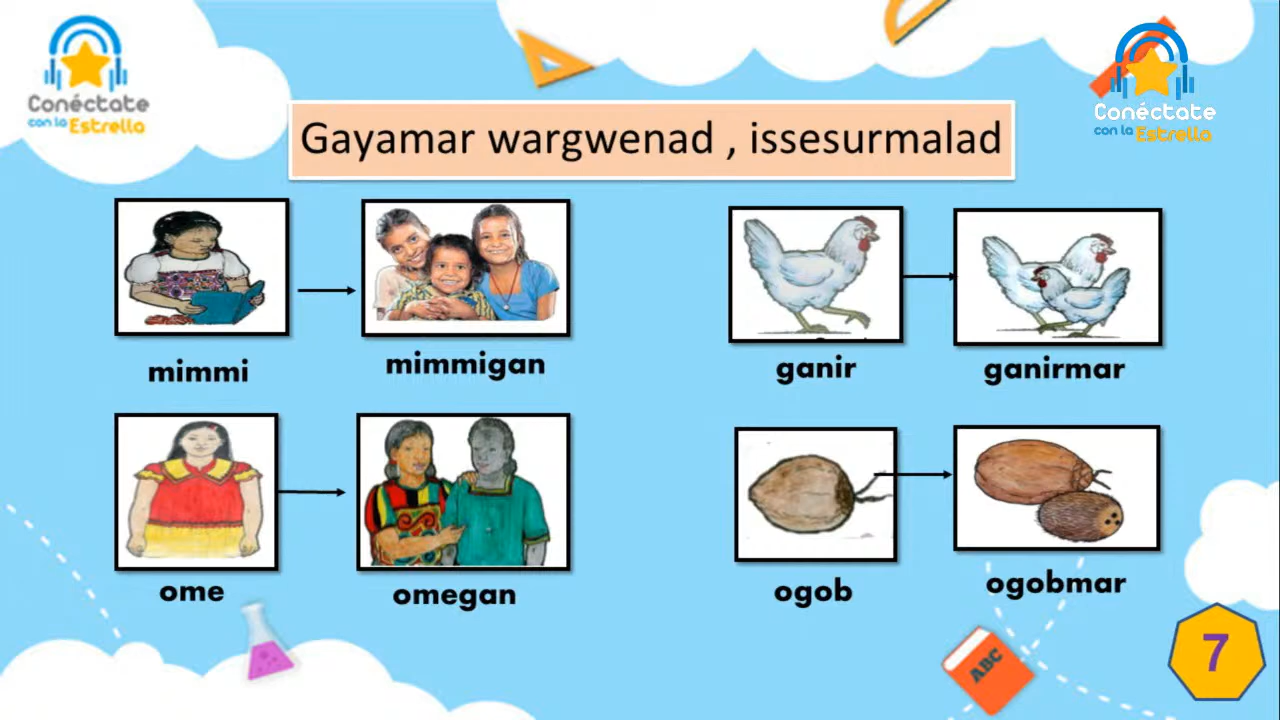 Conéctate
con la Estrella
Conéctate
con la Estrella
Gayamar wargwenad , issesurmalad
mimmi
mimmigan
ganir
ganirmar
ome
omegan
ogob
ogobmar
7
ABC